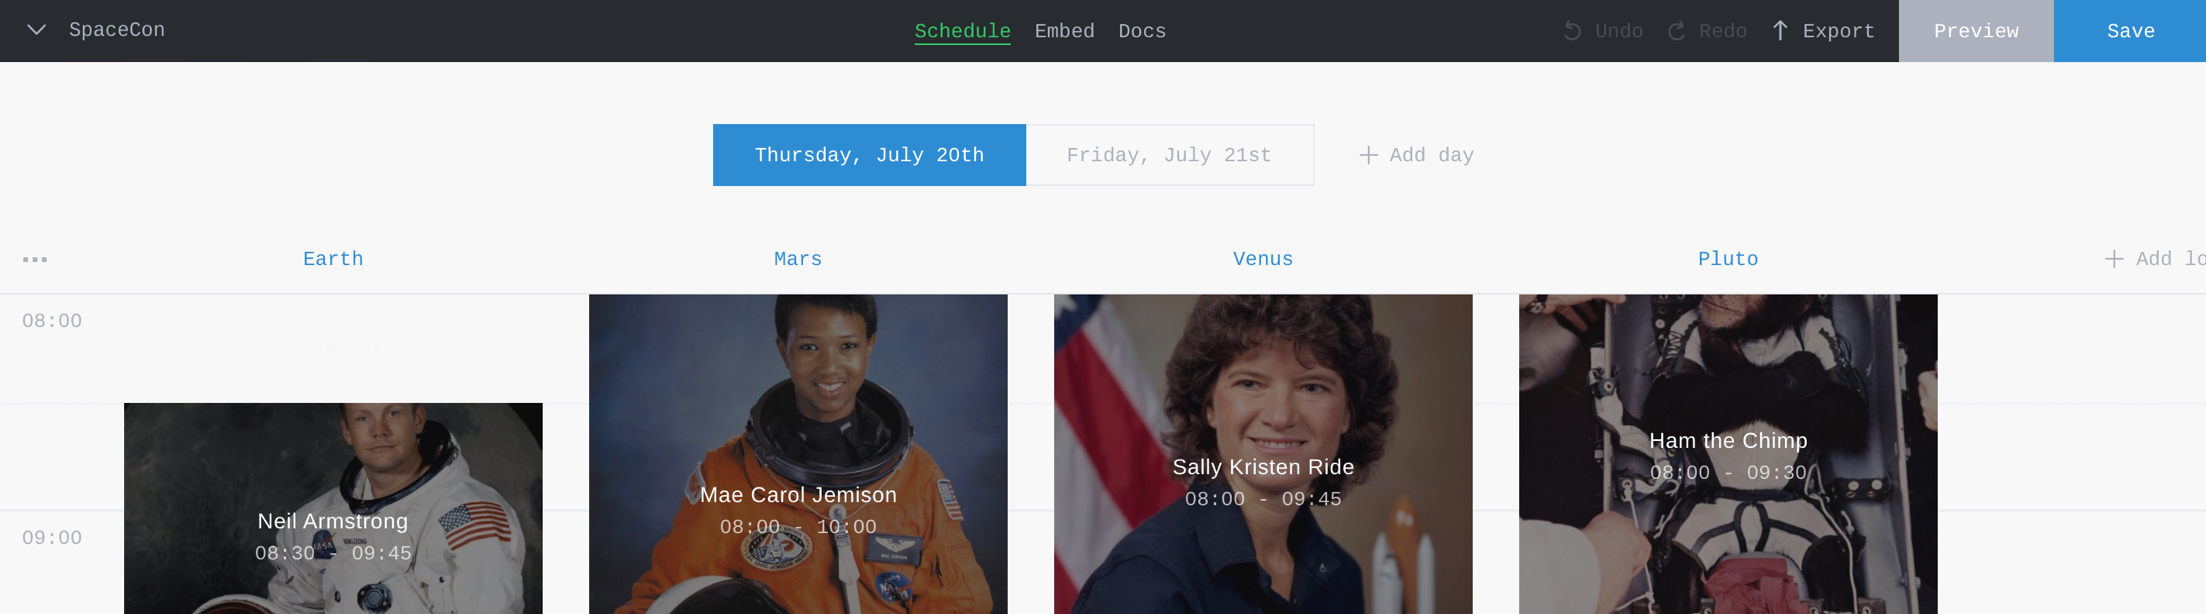 SpaceCon Schedule Embed Docs Undo Redo Export Preview Save
Thursday, July 20th Friday, July 21st Add day
Earth Mars Venus Pluto Add
08:00
Ham the Chimp
08:00 - 09:30
Sally Kristen Ride
08:00 - 09:45
Mae Carol Jemison
08:00 - 10:00
Neil Armstrong
08:30 - 09:45
09:00